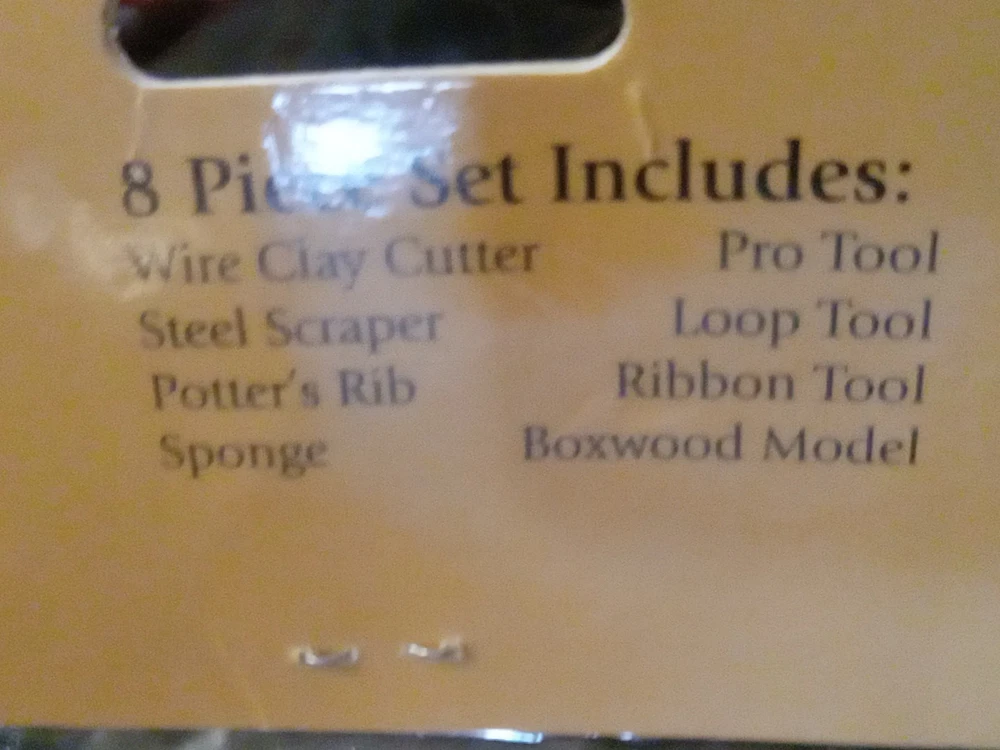 8 Piece Set Includes:
Wire Clay Cutter
Steel Scraper
Potter's Rib
Sponge
Pro Tool
Loop Tool
Ribbon Tool
Boxwood Model